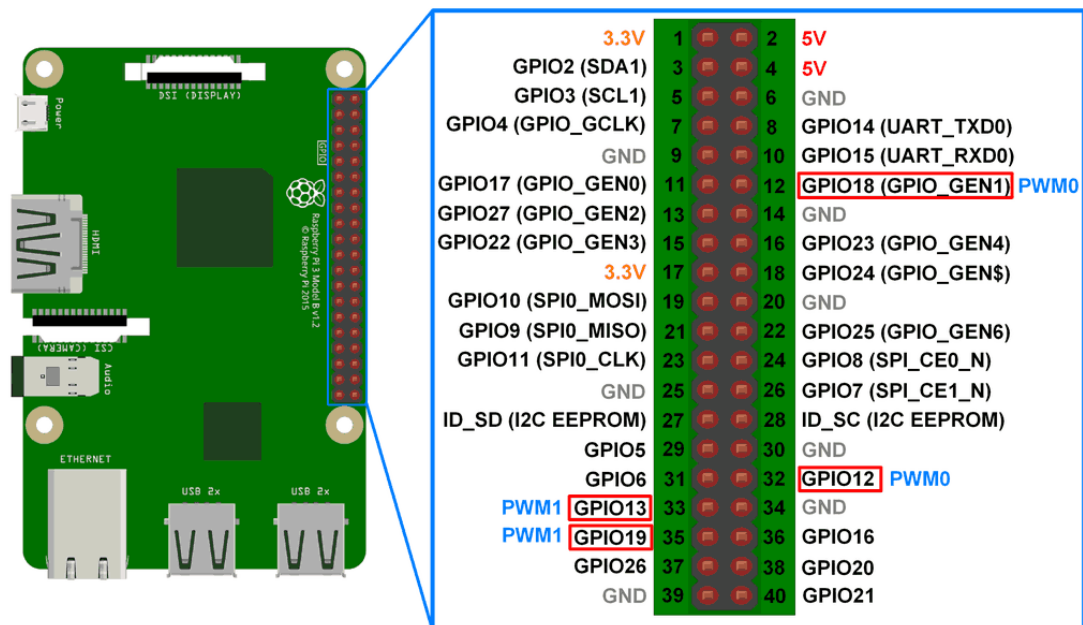 DSI (DISPLAY)
Power
GPIO
HDMI
Raspberry Pi 3 Model B v1.2
© Raspberry Pi 2015
CSI (CAMERA)
Audio
ETHERNET
USB 2x
USB 2x
3.3V 1 2 5V
GPIO2 (SDA1) 3 4 5V
GPIO3 (SCL1) 5 6 GND
GPIO4 (GPIO_GCLK) 7 8 GPIO14 (UART_TXD0)
GND 9 10 GPIO15 (UART_RXD0)
GPIO17 (GPIO_GEN0) 11 12 GPIO18 (GPIO_GEN1) PWM0
GPIO27 (GPIO_GEN2) 13 14 GND
GPIO22 (GPIO_GEN3) 15 16 GPIO23 (GPIO_GEN4)
3.3V 17 18 GPIO24 (GPIO_GEN$)
GPIO10 (SPI0_MOSI) 19 20 GND
GPIO9 (SPI0_MISO) 21 22 GPIO25 (GPIO_GEN6)
GPIO11 (SPI0_CLK) 23 24 GPIO8 (SPI_CE0_N)
GND 25 26 GPIO7 (SPI_CE1_N)
ID_SD (I2C EEPROM) 27 28 ID_SC (I2C EEPROM)
GPIO5 29 30 GND
GPIO6 31 32 GPIO12 PWM0
PWM1 GPIO13 33 34 GND
PWM1 GPIO19 35 36 GPIO16
GPIO26 37 38 GPIO20
GND 39 40 GPIO21